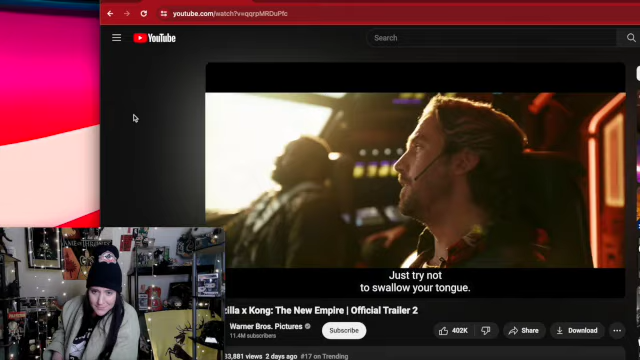 youtube.com/watch?v=qqrpMRDuPfc
YouTube
Search
Just try not
to swallow your tongue.
zilla x Kong: The New Empire | Official Trailer 2
Warner Bros. Pictures
11.4M subscribers
Subscribe
402K
Share
Download
33,881 views 2 days ago #17 on Trending